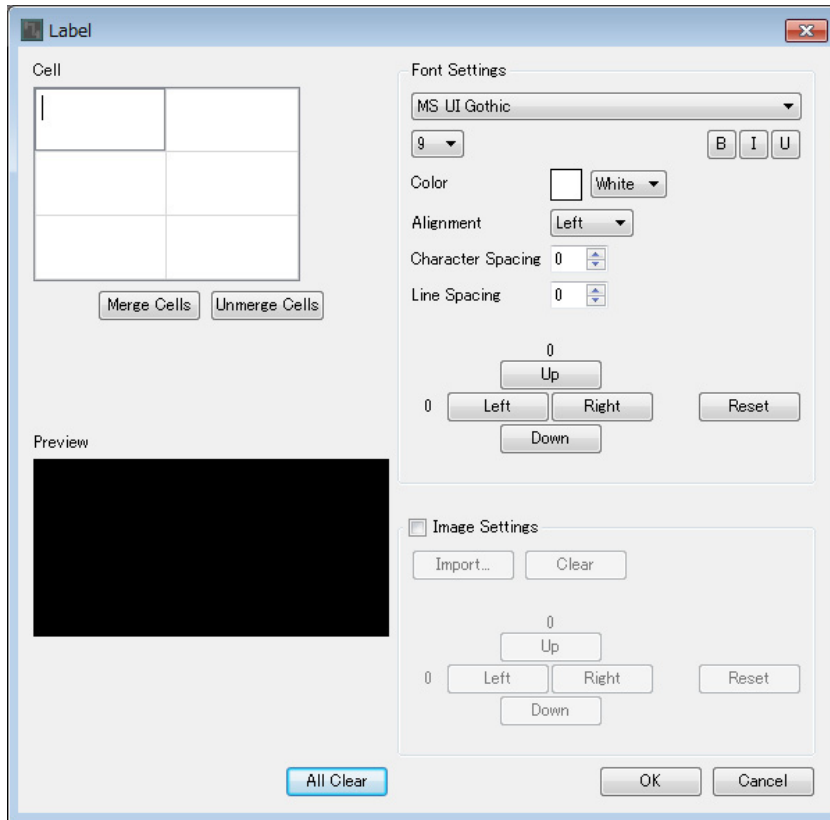 Label
Cell
Merge Cells Unmerge Cells
Preview
All Clear
Font Settings
MS UI Gothic
9 B I U
Color White
Alignment Left
Character Spacing 0
Line Spacing 0
0
Up
0 Left Right Reset
Down
Image Settings
Import... Clear
0
Up
0 Left Right Reset
Down
OK Cancel